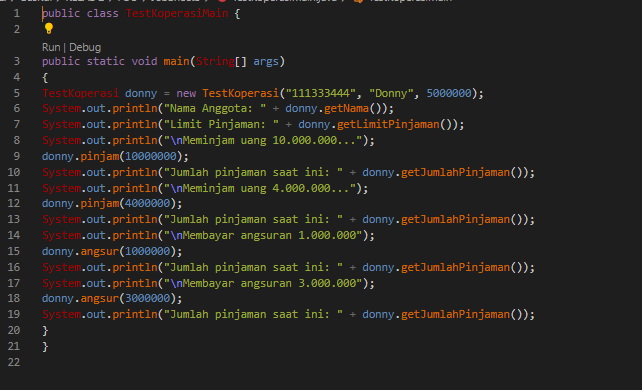 1 public class TestKoperasiMain {
2
Run | Debug
3 public static void main(String[] args)
4 {
5 TestKoperasi donny = new TestKoperasi("111333444", "Donny", 5000000);
6 System.out.println("Nama Anggota: " + donny.getNama());
7 System.out.println("Limit Pinjaman: " + donny.getLimitPinjaman());
8 System.out.println("\nMeminjam uang 10.000.000...");
9 donny.pinjam(10000000);
10 System.out.println("Jumlah pinjaman saat ini: " + donny.getJumlahPinjaman());
11 System.out.println("\nMeminjam uang 4.000.000...");
12 donny.pinjam(4000000);
13 System.out.println("Jumlah pinjaman saat ini: " + donny.getJumlahPinjaman());
14 System.out.println("\nMembayar angsuran 1.000.000");
15 donny.angsur(1000000);
16 System.out.println("Jumlah pinjaman saat ini: " + donny.getJumlahPinjaman());
17 System.out.println("\nMembayar angsuran 3.000.000");
18 donny.angsur(3000000);
19 System.out.println("Jumlah pinjaman saat ini: " + donny.getJumlahPinjaman());
20 }
21 }
22